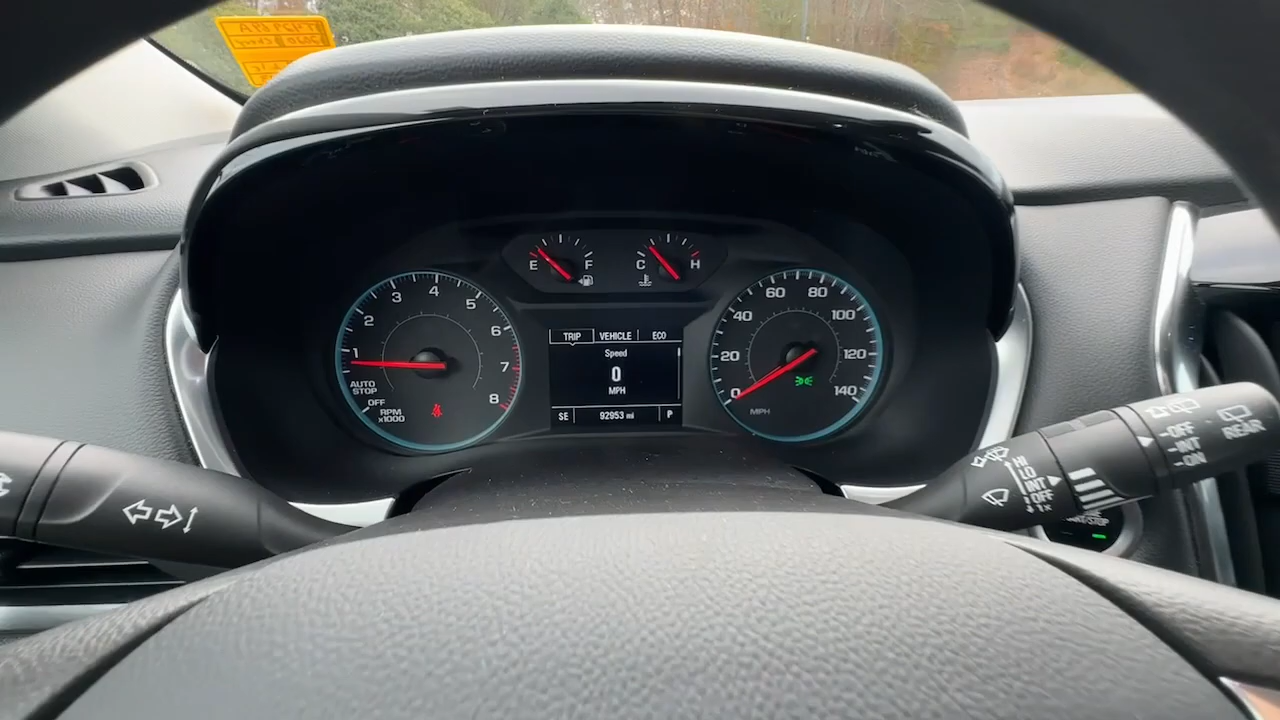 E F
C H
1 2 3 4 5 6 7 8
AUTO
STOP
OFF
RPM
x1000
TRIP VEHICLE ECO
Speed
0
MPH
SE 92953 mi P
0 20 40 60 80 100 120 140
MPH
HI
LO
INT
OFF
1x
OFF
INT
ON
REAR
/STOP